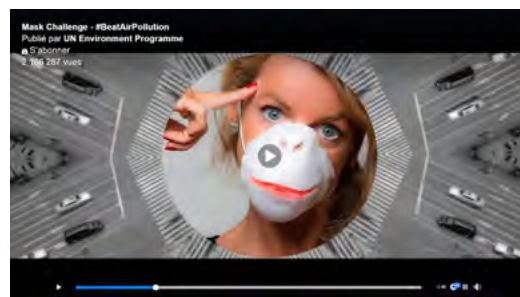 Mask Challenge - #BeatAirPollution
Publié par UN Environment Programme
S'abonner
2 166 287 vues